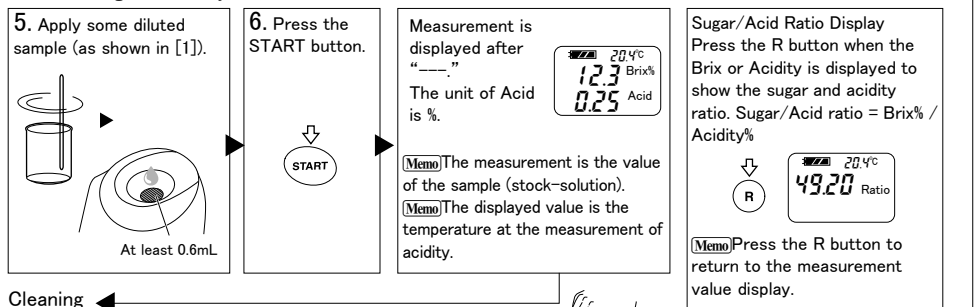 5. Apply some diluted
sample (as shown in [1]).
At least 0.6mL
6. Press the
START button.
START
Measurement is
displayed after
“---.”
The unit of Acid
is %.
20.4°C
12.3 Brix%
0.25 Acid
Memo The measurement is the value
of the sample (stock-solution).
Memo The displayed value is the
temperature at the measurement of
acidity.
Sugar/Acid Ratio Display
Press the R button when the
Brix or Acidity is displayed to
show the sugar and acidity
ratio. Sugar/Acid ratio = Brix% /
Acidity%
R
20.4°C
49.20 Ratio
Memo Press the R button to
return to the measurement
value display.
Cleaning